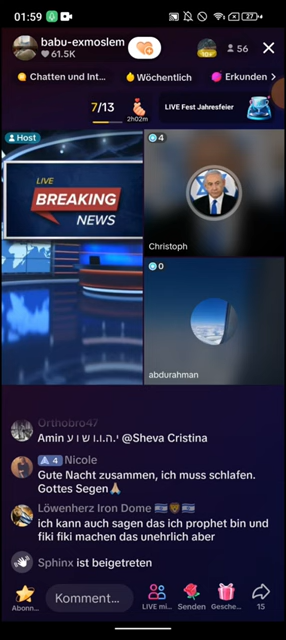 01:59
27
babu-exmoslem
61.5K
10x
56
Chatten und Int...
Wöchentlich
Erkunden
7/13
2h02m
LIVE Fest Jahresfeier
Host
4
LIVE
BREAKING
NEWS
Christoph
0
abdurahman
Orthobro47
Amin י.ה.ו.ו ש ו ע @Sheva Cristina
4 Nicole
Gute Nacht zusammen, ich muss schlafen.
Gottes Segen🙏
Löwenherz Iron Dome 🇮🇱🦁🇮🇱
ich kann auch sagen das ich prophet bin und
fiki fiki machen das unehrlich aber
Sphinx ist beigetreten
Abonn...
Komment...
LIVE mi...
Senden
Gesche...
15